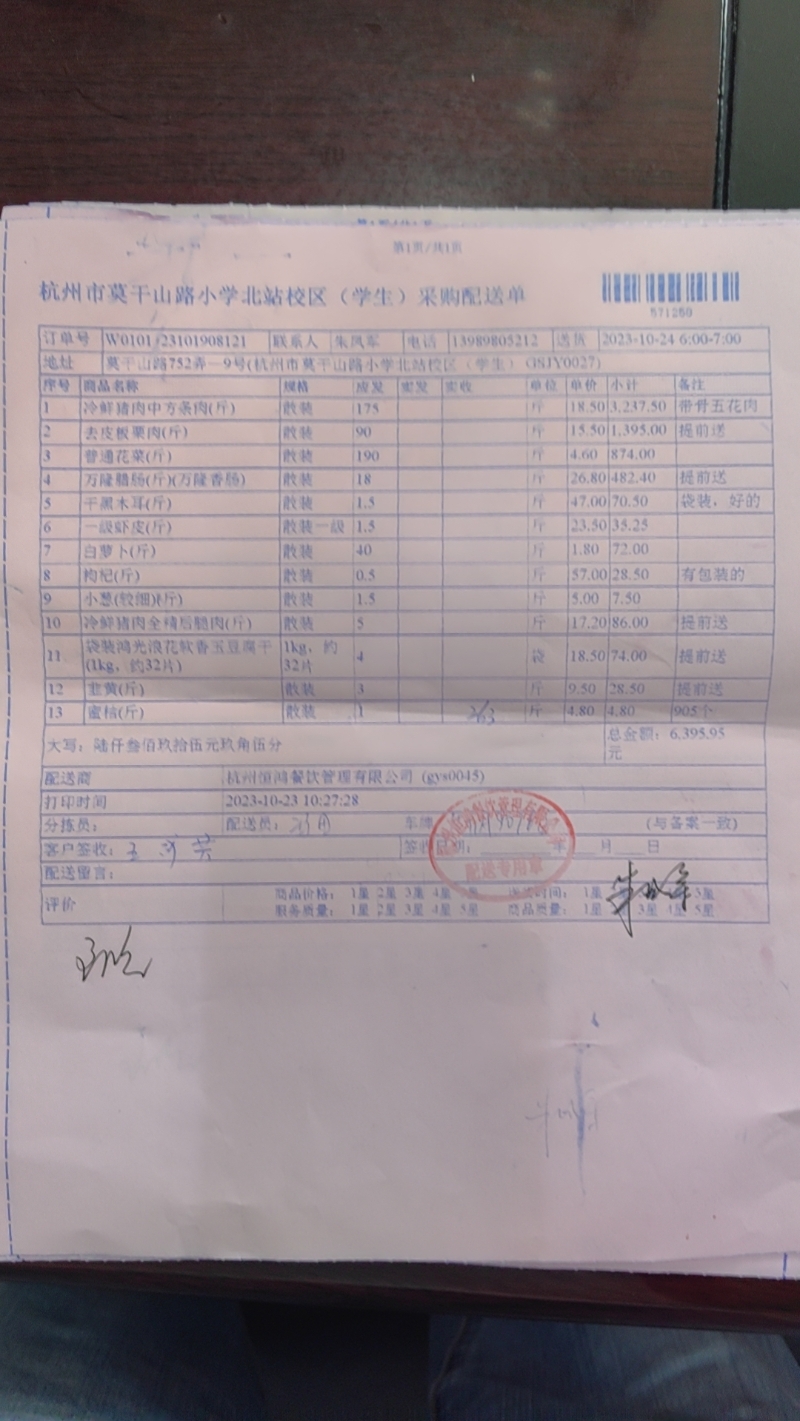 第1页/共1页
杭州市莫干山路小学北站校区（学生）采购配送单
571250
订单号 W0101 23101908121 联系人 朱凤军 电话 13989805212 送货 2023-10-24 6:00-7:00
地址 莫干山路752弄一9号(杭州市莫干山路小学北站校区（学生） GSJY0027)
序号 商品名称 规格 应发 实发 实收 单位 单价 小计 备注
1 冷鲜猪肉中方条肉(斤) 散装 175 斤 18.50 3,237.50 带骨五花肉
2 去皮板栗肉(斤) 散装 90 斤 15.50 1,395.00 提前送
3 普通花菜(斤) 散装 190 斤 4.60 874.00
4 万隆腊肠(斤)(万隆香肠) 散装 18 斤 26.80 482.40 提前送
5 干黑木耳(斤) 散装 1.5 斤 47.00 70.50 袋装，好的
6 一级虾皮(斤) 散装一级 1.5 斤 23.50 35.25
7 白萝卜(斤) 散装 40 斤 1.80 72.00
8 枸杞(斤) 散装 0.5 斤 57.00 28.50 有包装的
9 小葱(较细)(斤) 散装 1.5 斤 5.00 7.50
10 冷鲜猪肉全精后腿肉(斤) 散装 5 斤 17.20 86.00 提前送
11 袋装鸿光浪花软香玉豆腐干(1kg，约32片) 1kg，约32片 4 袋 18.50 74.00 提前送
12 韭黄(斤) 散装 3 斤 9.50 28.50 提前送
13 蜜桔(斤) 散装 1 263 斤 4.80 4.80 905个
大写：陆仟叁佰玖拾伍元玖角伍分 总金额：6,395.95元
配送商 杭州恒鸿餐饮管理有限公司 (gys0045)
打印时间 2023-10-23 10:27:28
分拣员： 配送员： 车牌 (与备案一致)
客户签收： 签收日期： 年 月 日
配送专用章
配送留言：
评价 商品价格： 1星 2星 3星 4星 5星 送货时间： 1星 5星
服务质量： 1星 2星 3星 4星 5星 商品质量： 1星 3星 4星 5星